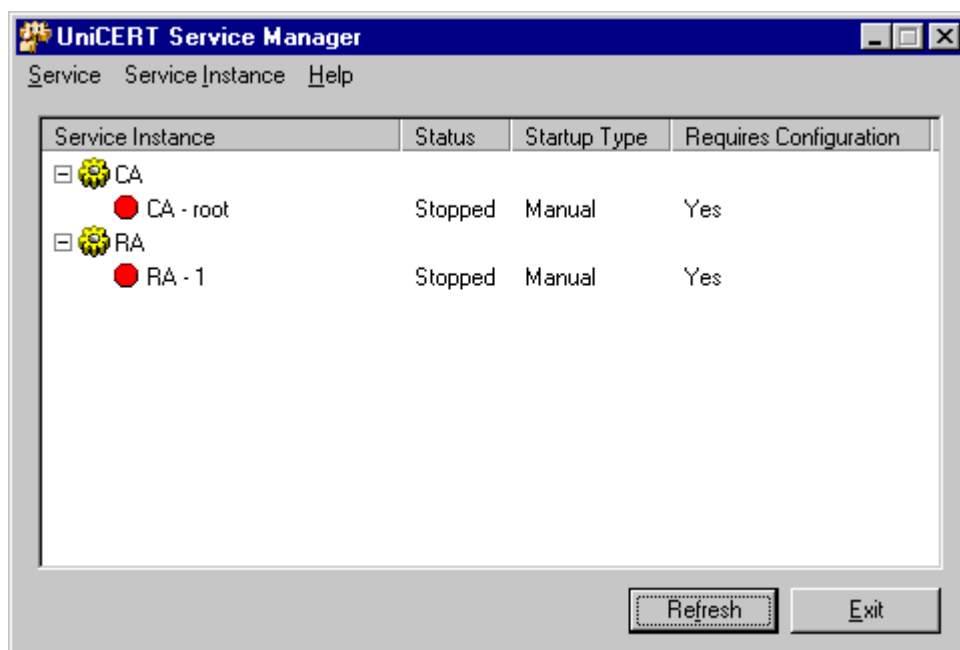 UniCERT Service Manager
Service Service Instance Help
Service Instance Status Startup Type Requires Configuration
CA
CA - root Stopped Manual Yes
RA
RA - 1 Stopped Manual Yes
Refresh Exit